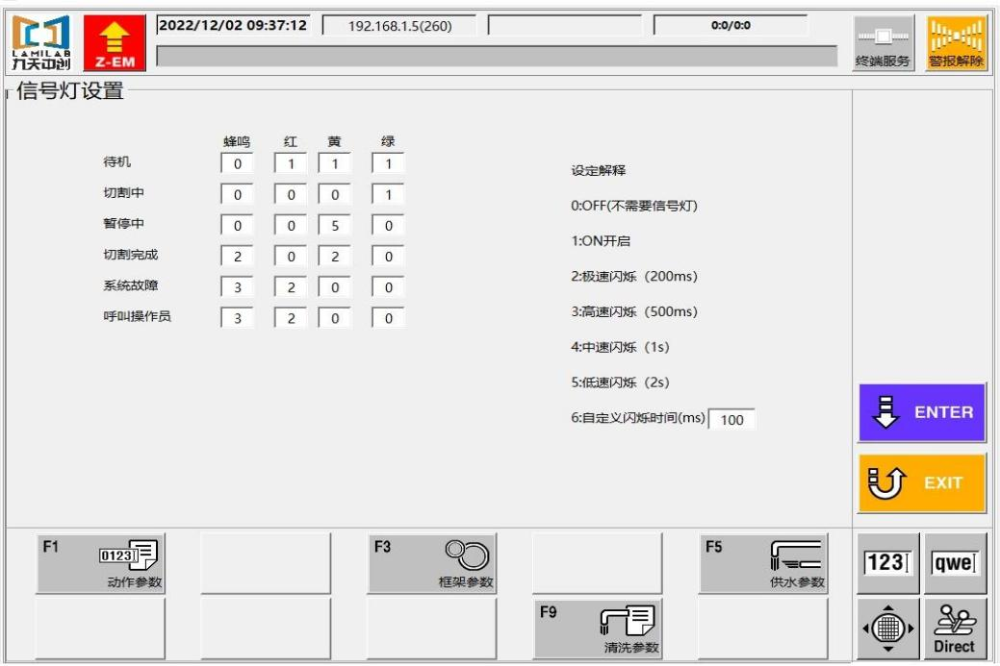 2022/12/02 09:37:12 192.168.1.5(260) 0:0/0:0
LAMILAB
九天中创
Z-EM
终端服务
警报解除
信号灯设置
蜂鸣 红 黄 绿
待机 0 1 1 1
切割中 0 0 0 1
暂停中 0 0 5 0
切割完成 2 0 2 0
系统故障 3 2 0 0
呼叫操作员 3 2 0 0
设定解释
0:OFF(不需要信号灯)
1:ON开启
2:极速闪烁（200ms）
3:高速闪烁（500ms）
4:中速闪烁（1s）
5:低速闪烁（2s）
6:自定义闪烁时间(ms) 100
ENTER
EXIT
F1 0123 动作参数
F3 框架参数
F5 供水参数
F9 清洗参数
123
qwe
Direct